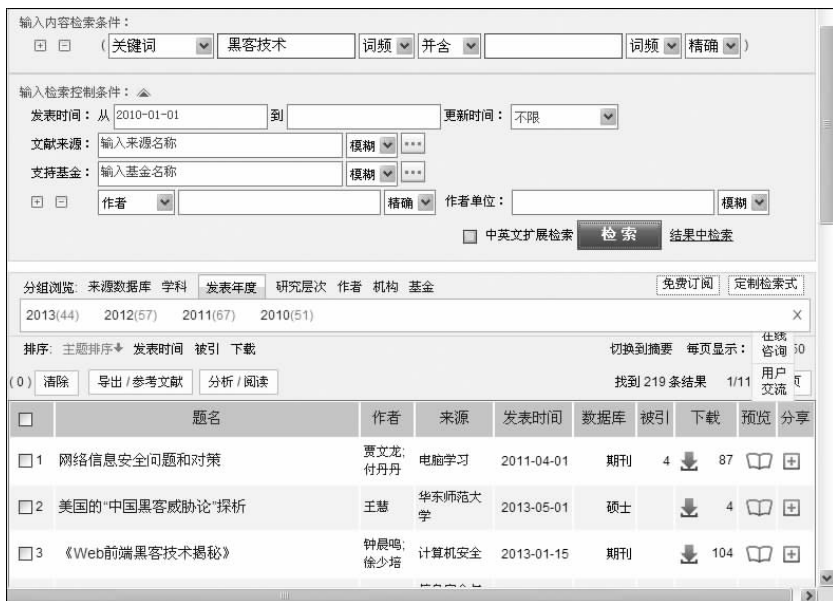 输入内容检索条件：
(关键词 黑客技术 词频 并含 词频 精确 )
输入检索控制条件：
发表时间： 从 2010-01-01 到 更新时间： 不限
文献来源： 输入来源名称 模糊 ...
支持基金： 输入基金名称 模糊 ...
作者 精确 作者单位： 模糊
中英文扩展检索 检索 结果中检索
分组浏览: 来源数据库 学科 发表年度 研究层次 作者 机构 基金 免费订阅 定制检索式
2013(44) 2012(57) 2011(67) 2010(51) X
排序: 主题排序 发表时间 被引 下载 切换到摘要 每页显示： 在线咨询 50
(0) 清除 导出/参考文献 分析/阅读 找到 219 条结果 1/11 用户交流 页
题名 作者 来源 发表时间 数据库 被引 下载 预览 分享
1 网络信息安全问题和对策 贾文龙; 付丹丹 电脑学习 2011-04-01 期刊 4 87
2 美国的“中国黑客威胁论”探析 王慧 华东师范大学 2013-05-01 硕士 4
3 《Web前端黑客技术揭秘》 钟晨鸣; 徐少培 计算机安全 2013-01-15 期刊 104